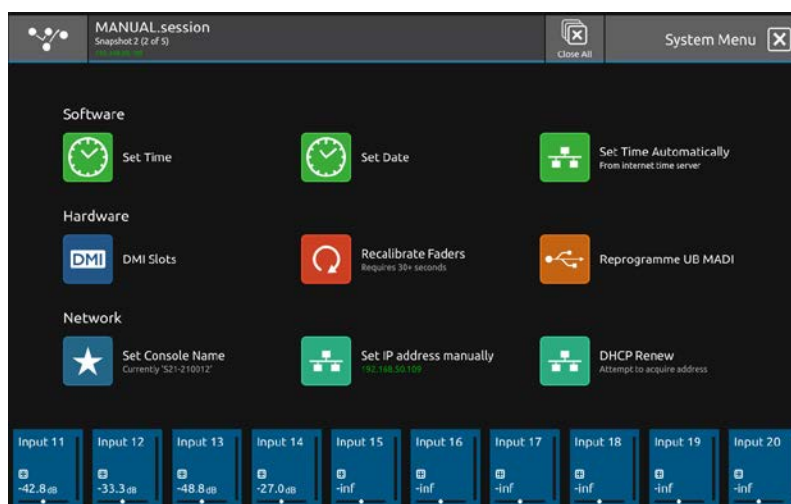 MANUAL.session
Snapshot 2 (2 of 5)
Close All
System Menu
Software
Set Time
Set Date
Set Time Automatically
From internet time server
Hardware
DMI
DMI Slots
Recalibrate Faders
Requires 30+ seconds
Reprogramme UB MADI
Network
Set Console Name
Currently 'S21-210012'
Set IP address manually
192.168.50.109
DHCP Renew
Attempt to acquire address
Input 11
Input 12
Input 13
Input 14
Input 15
Input 16
Input 17
Input 18
Input 19
Input 20
-42.8dB
-33.3dB
-48.8dB
-27.0dB
-inf
-inf
-inf
-inf
-inf
-inf